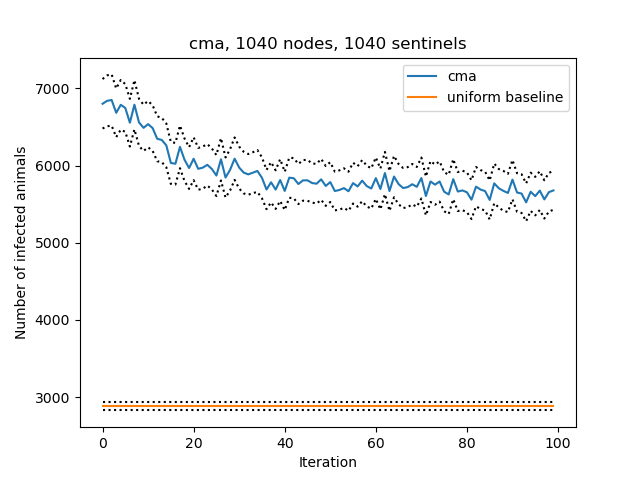 cma, 1040 nodes, 1040 sentinels
cma
uniform baseline
Number of infected animals
7000
6000
5000
4000
3000
0 20 40 60 80 100
Iteration